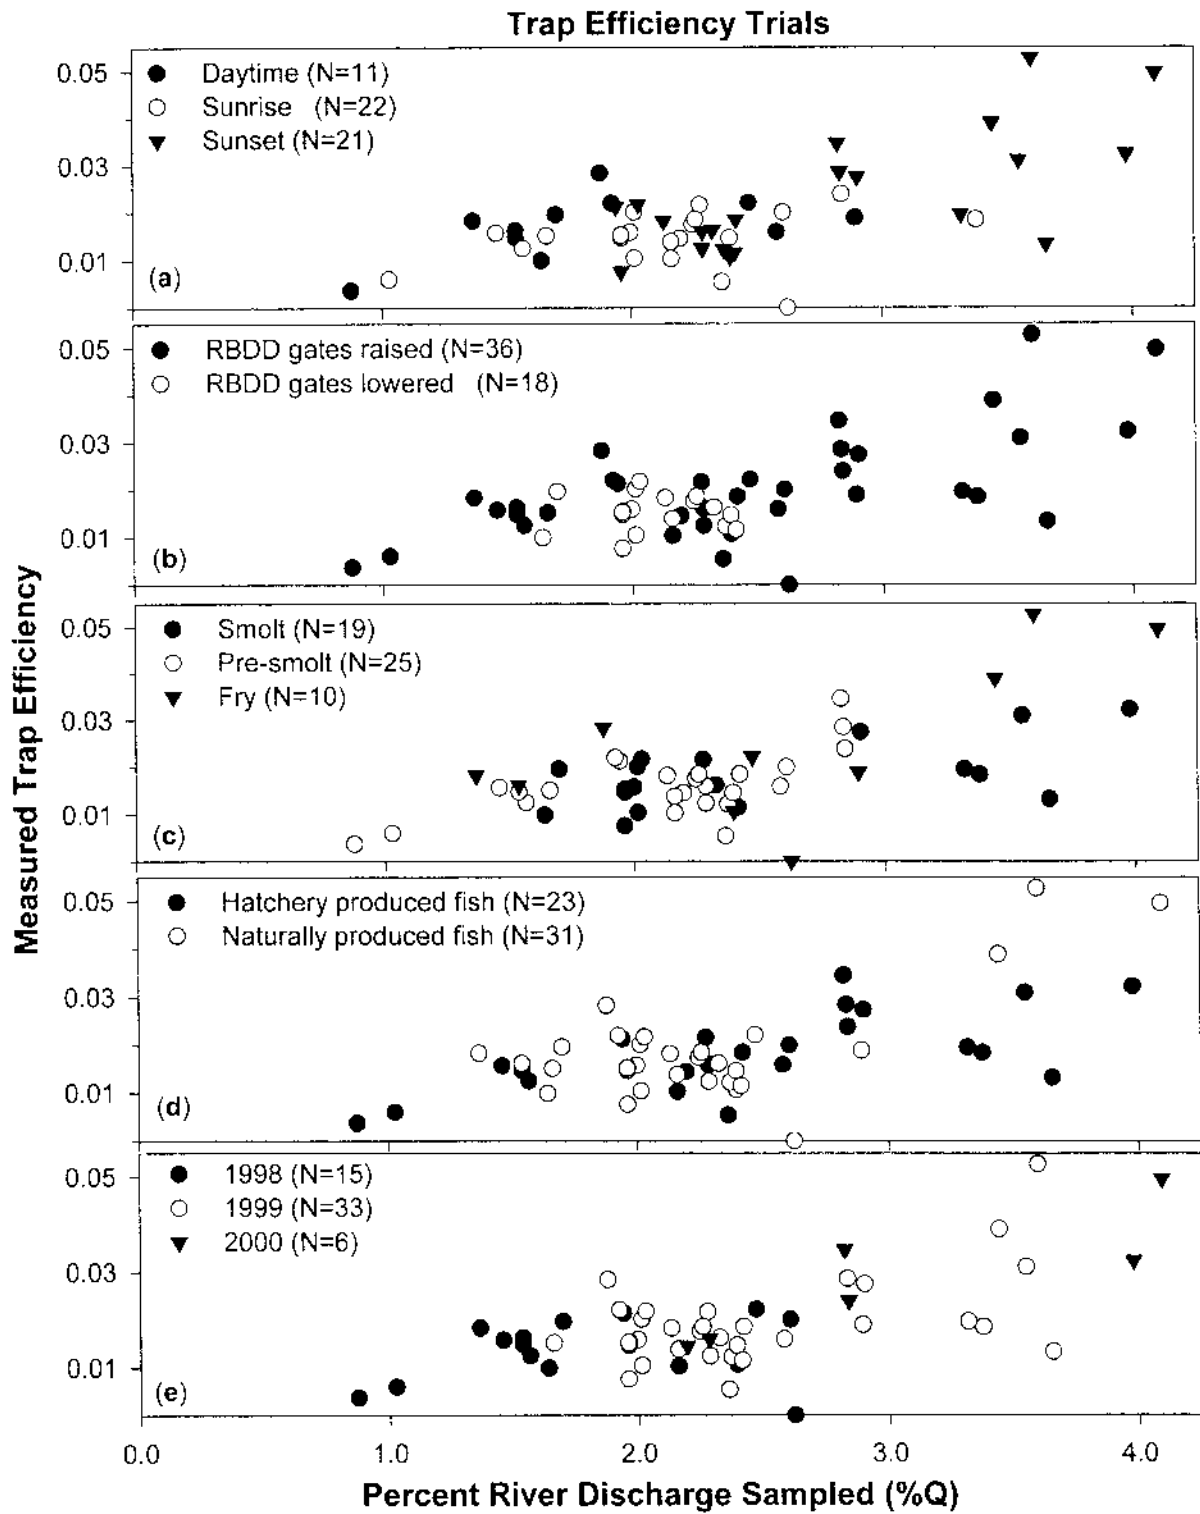 Trap Efficiency Trials
Measured Trap Efficiency
0.05
0.03
0.01
Daytime (N=11)
Sunrise (N=22)
Sunset (N=21)
(a)
0.05
0.03
0.01
RBDD gates raised (N=36)
RBDD gates lowered (N=18)
(b)
0.05
0.03
0.01
Smolt (N=19)
Pre-smolt (N=25)
Fry (N=10)
(c)
0.05
0.03
0.01
Hatchery produced fish (N=23)
Naturally produced fish (N=31)
(d)
0.05
0.03
0.01
1998 (N=15)
1999 (N=33)
2000 (N=6)
(e)
0.0 1.0 2.0 3.0 4.0
Percent River Discharge Sampled (%Q)